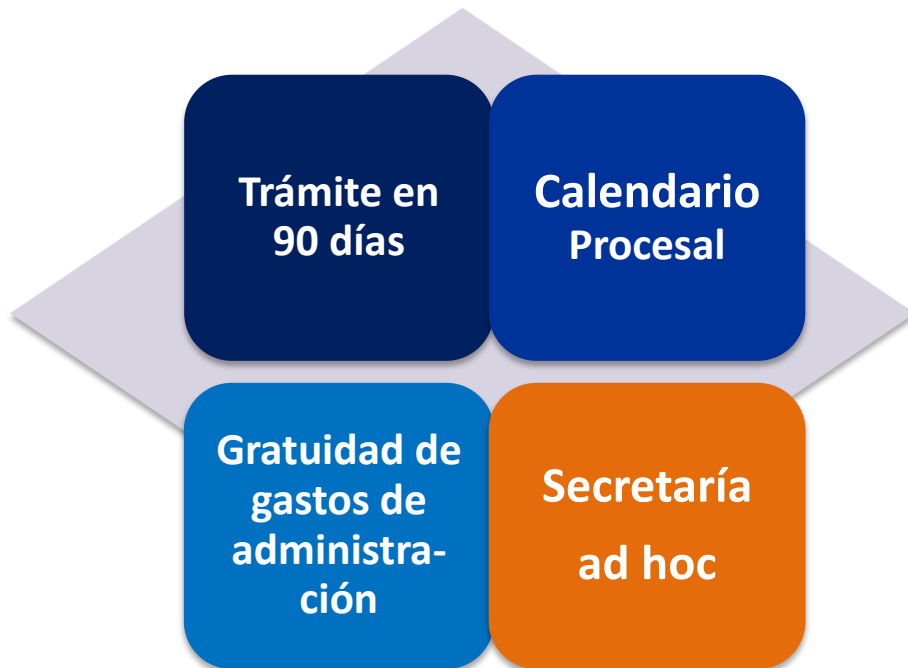 Trámite en
90 días
Calendario
Procesal
Gratuidad de
gastos de
administra-
ción
Secretaría
ad hoc